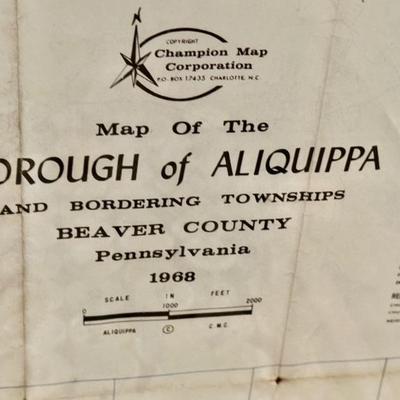 COPYRIGHT
Champion Map
Corporation
P.O. BOX 17435 CHARLOTTE, N.C.
Map Of The
OROUGH of ALIQUIPPA
AND BORDERING TOWNSHIPS
BEAVER COUNTY
Pennsylvania
1968
SCALE IN FEET
0 1000 2000
ALIQUIPPA © C.M.C.